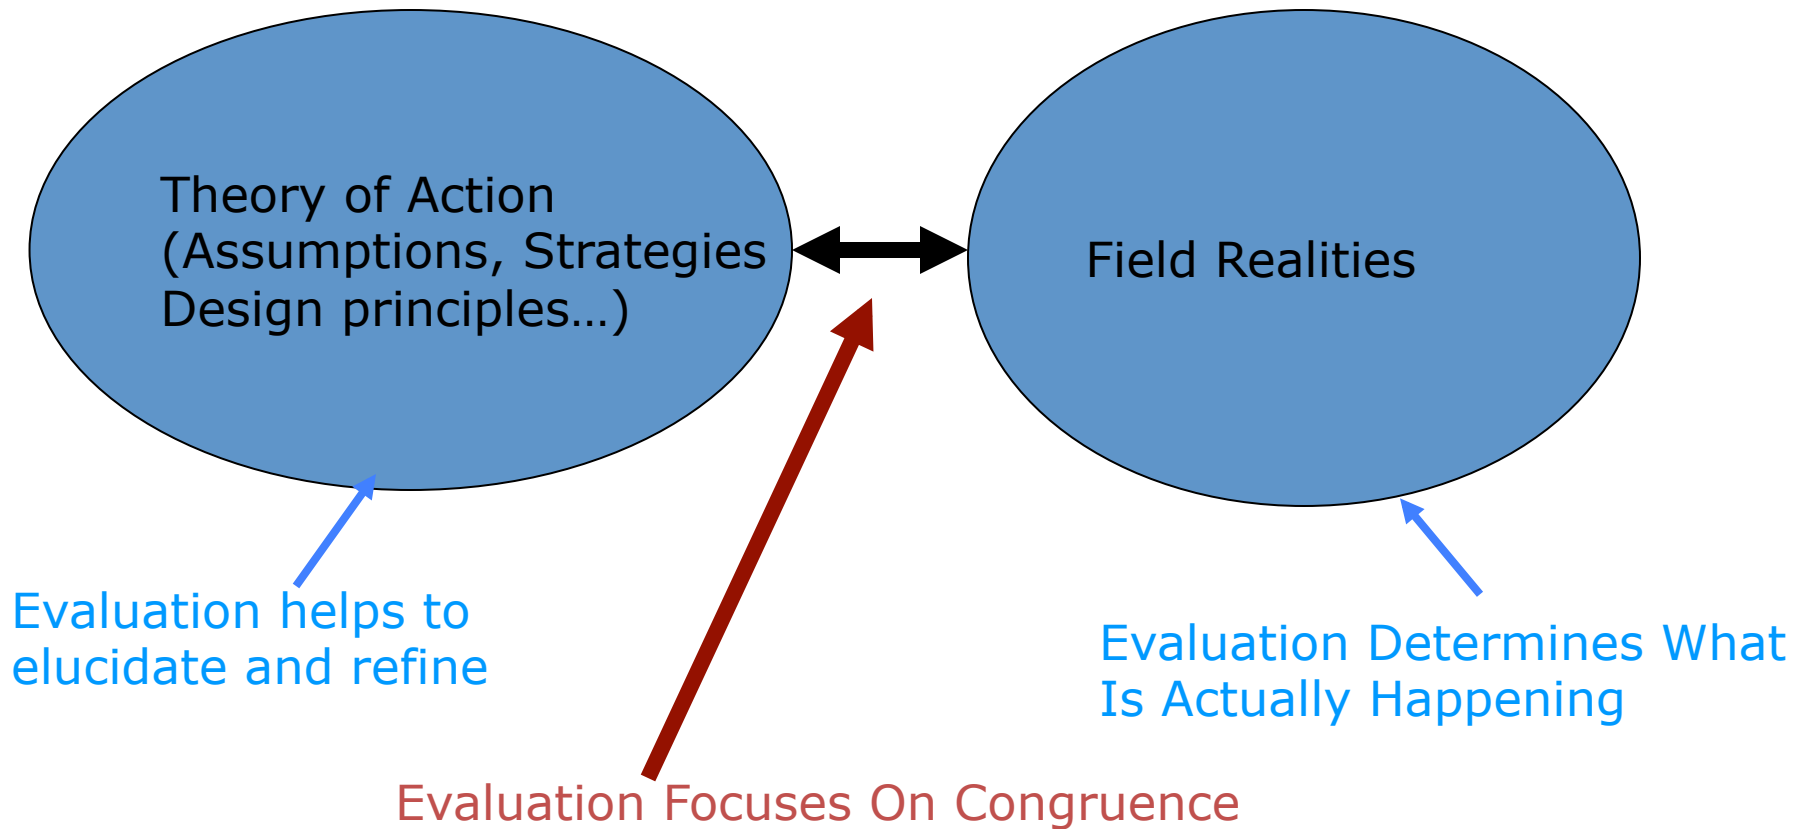 Theory of Action
(Assumptions, Strategies
Design principles…)
Field Realities
Evaluation helps to
elucidate and refine
Evaluation Determines What
Is Actually Happening
Evaluation Focuses On Congruence